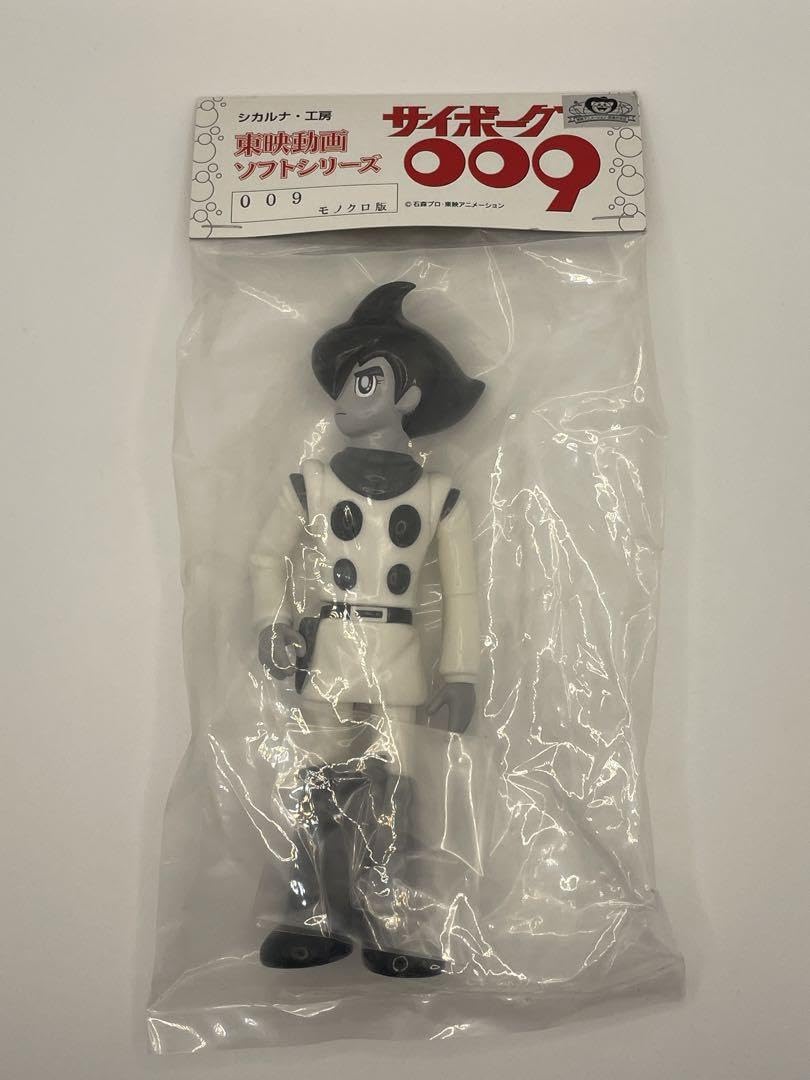 シカルナ・工房
東映動画
ソフトシリーズ
009
モノクロ版
サイボーグ
009
©石森プロ・東映アニメーション